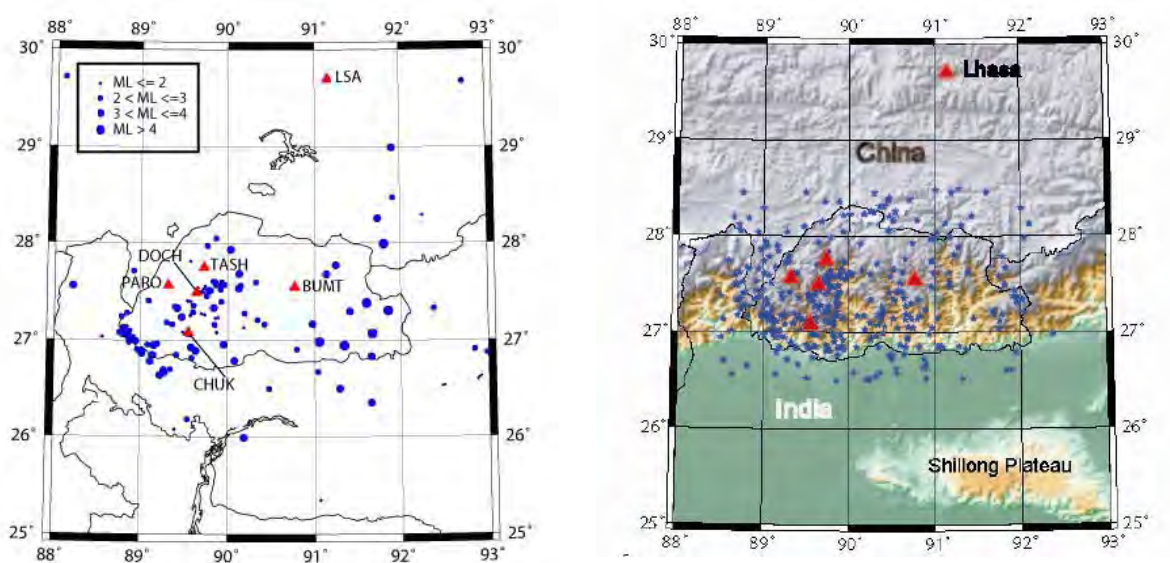 88° 89° 90° 91° 92° 93°
30°
29°
28°
27°
26°
25°
ML <= 2
2 < ML <=3
3 < ML <=4
ML > 4
LSA
DOCH
TASH
PARO
BUMT
CHUK
30°
29°
28°
27°
26°
25°
88° 89° 90° 91° 92° 93°
88° 89° 90° 91° 92° 93°
30°
29°
28°
27°
26°
25°
Lhasa
China
India
Shillong Plateau
30°
29°
28°
27°
26°
25°
88° 89° 90° 91° 92° 93°